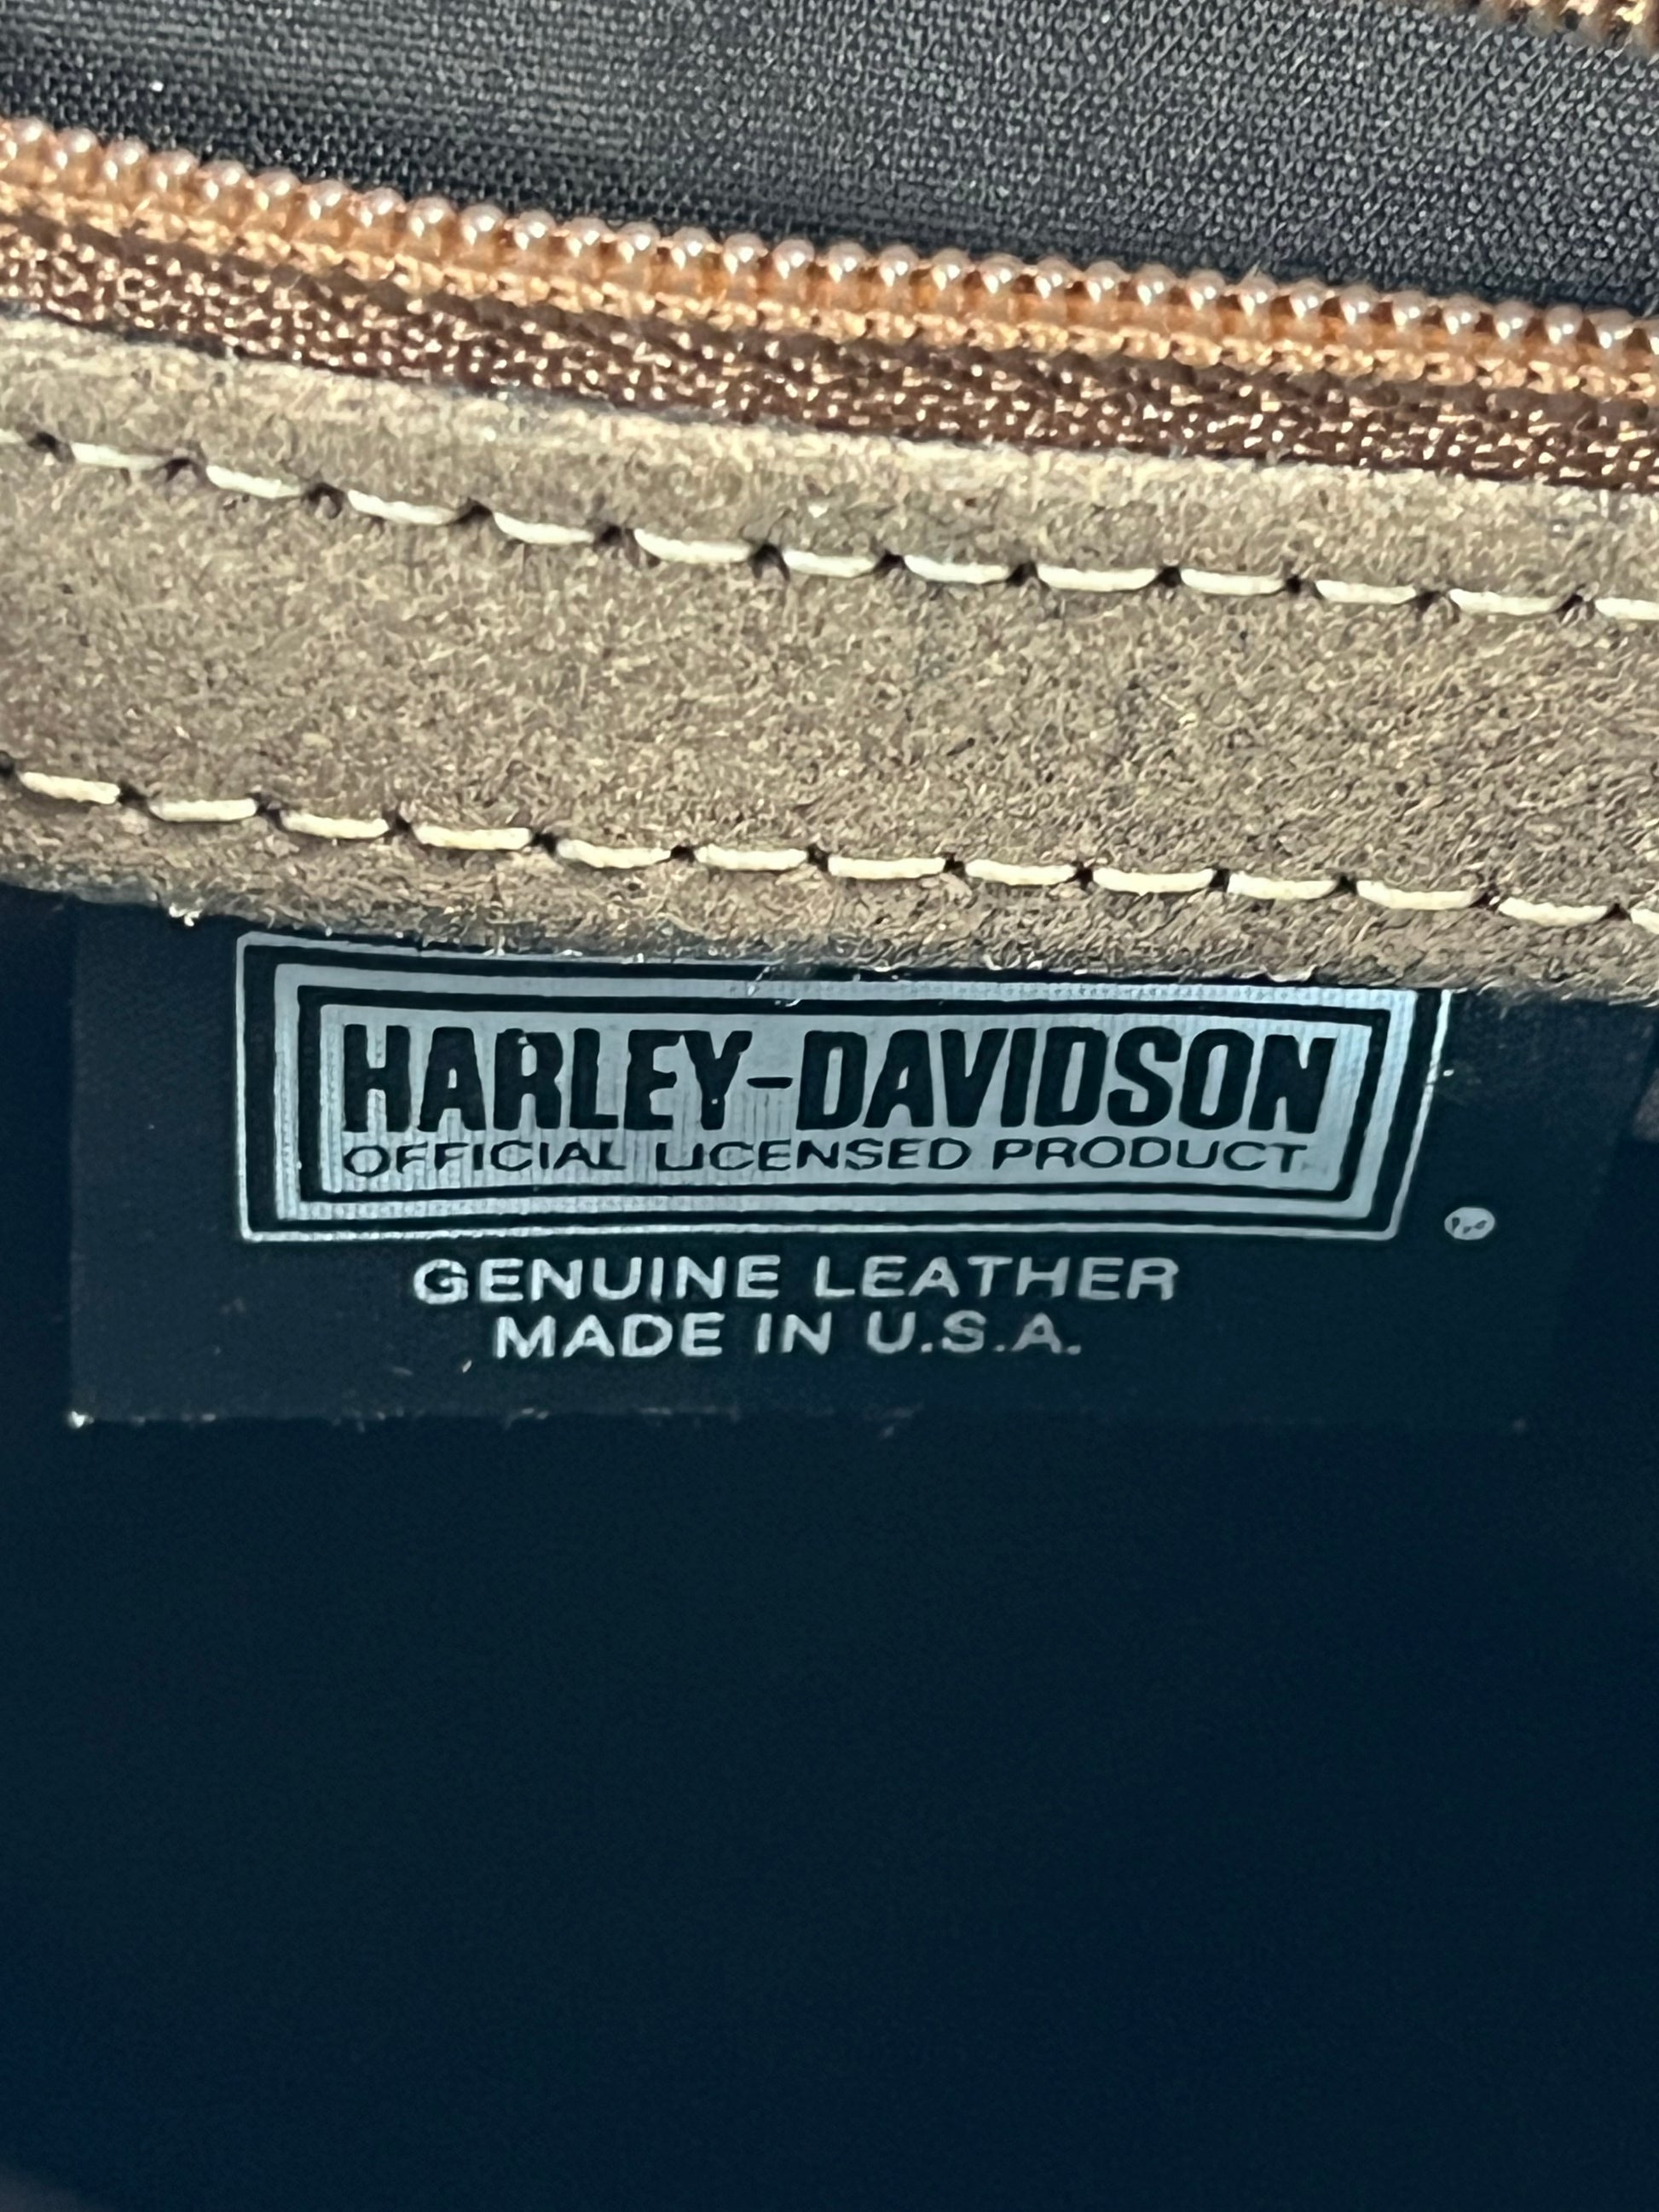 HARLEY-DAVIDSON
OFFICIAL LICENSED PRODUCT
GENUINE LEATHER
MADE IN U.S.A.